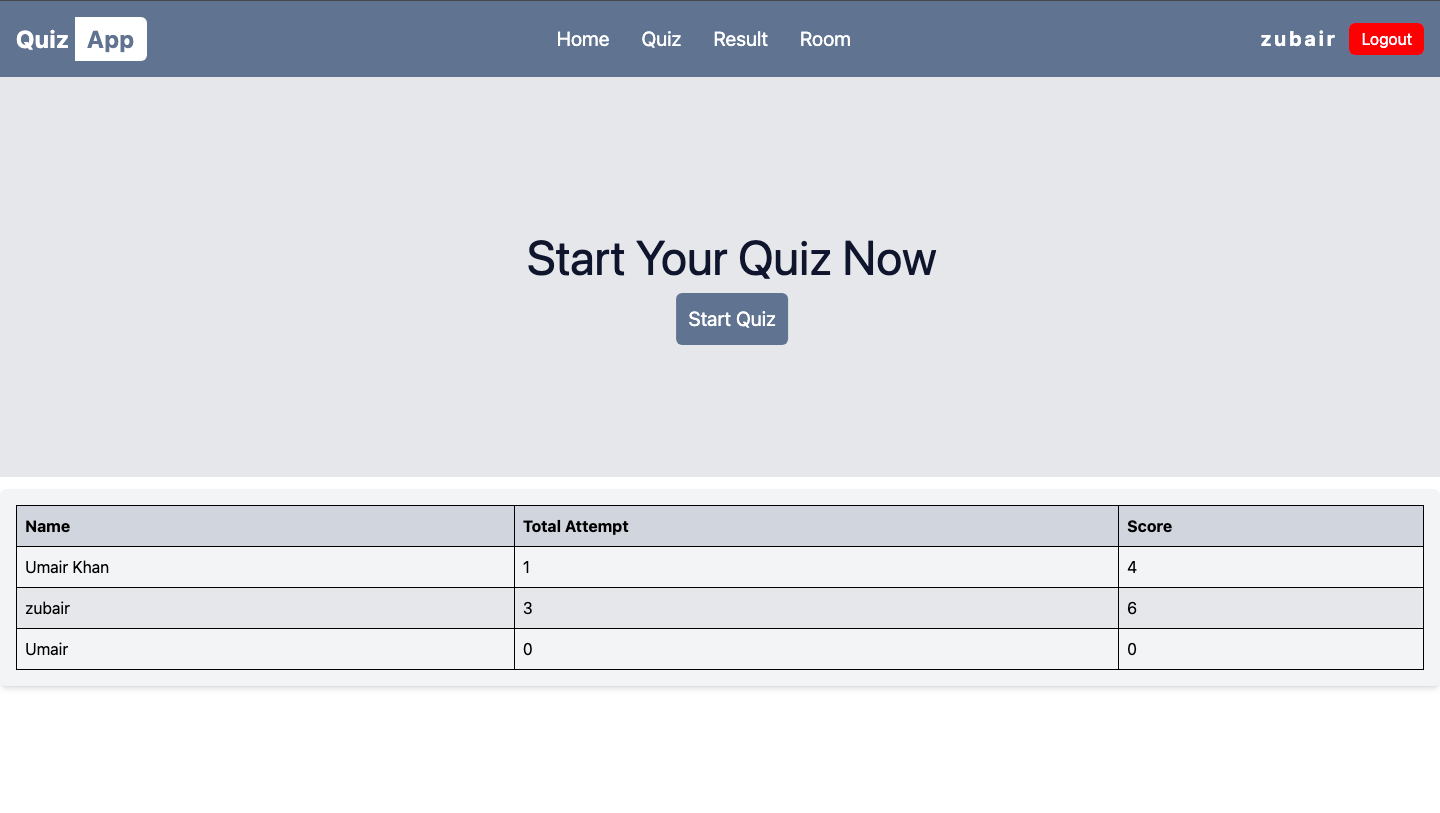 Quiz App Home Quiz Result Room zubair Logout
Start Your Quiz Now
Start Quiz
Name Total Attempt Score
Umair Khan 1 4
zubair 3 6
Umair 0 0